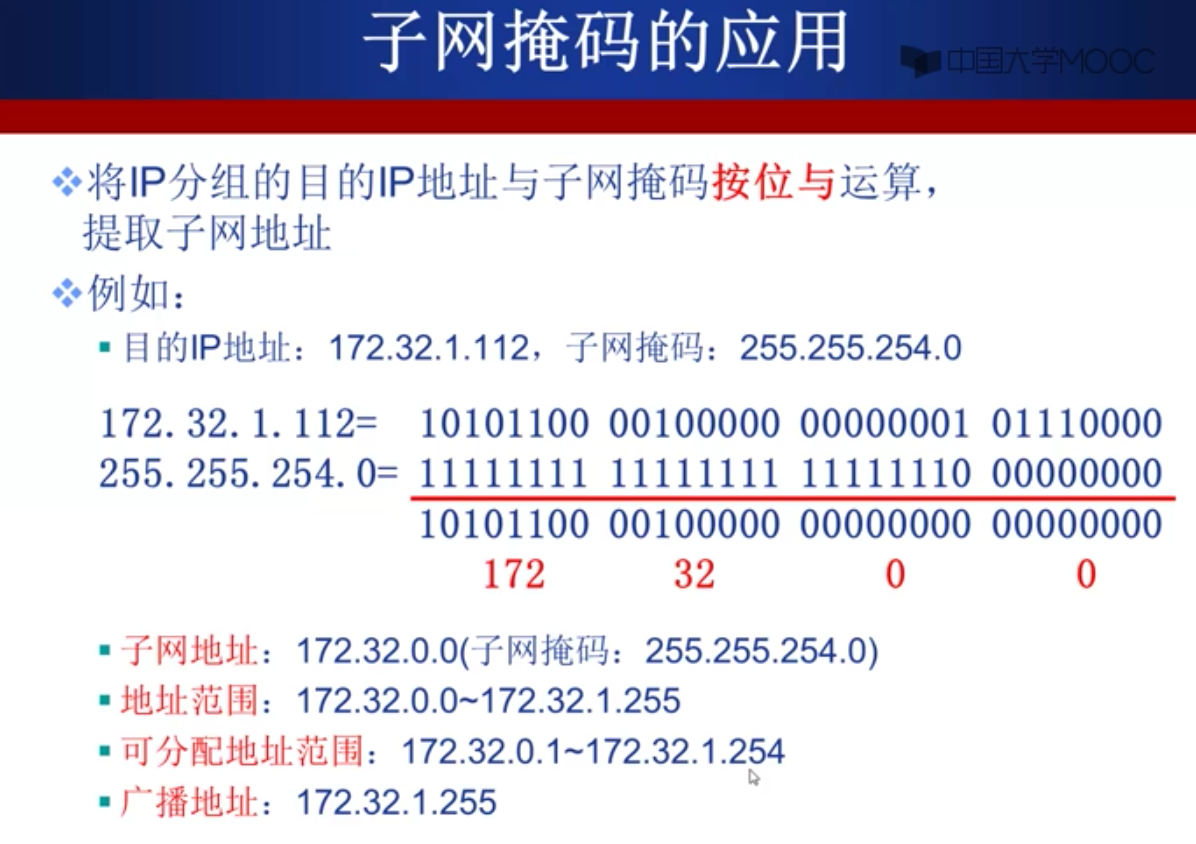 子网掩码的应用
中国大学MOOC
将IP分组的目的IP地址与子网掩码按位与运算，
提取子网地址
例如：
目的IP地址：172.32.1.112，子网掩码：255.255.254.0
172.32.1.112= 10101100 00100000 00000001 01110000
255.255.254.0= 11111111 11111111 11111110 00000000
10101100 00100000 00000000 00000000
172 32 0 0
子网地址：172.32.0.0(子网掩码：255.255.254.0)
地址范围：172.32.0.0~172.32.1.255
可分配地址范围：172.32.0.1~172.32.1.254
广播地址：172.32.1.255